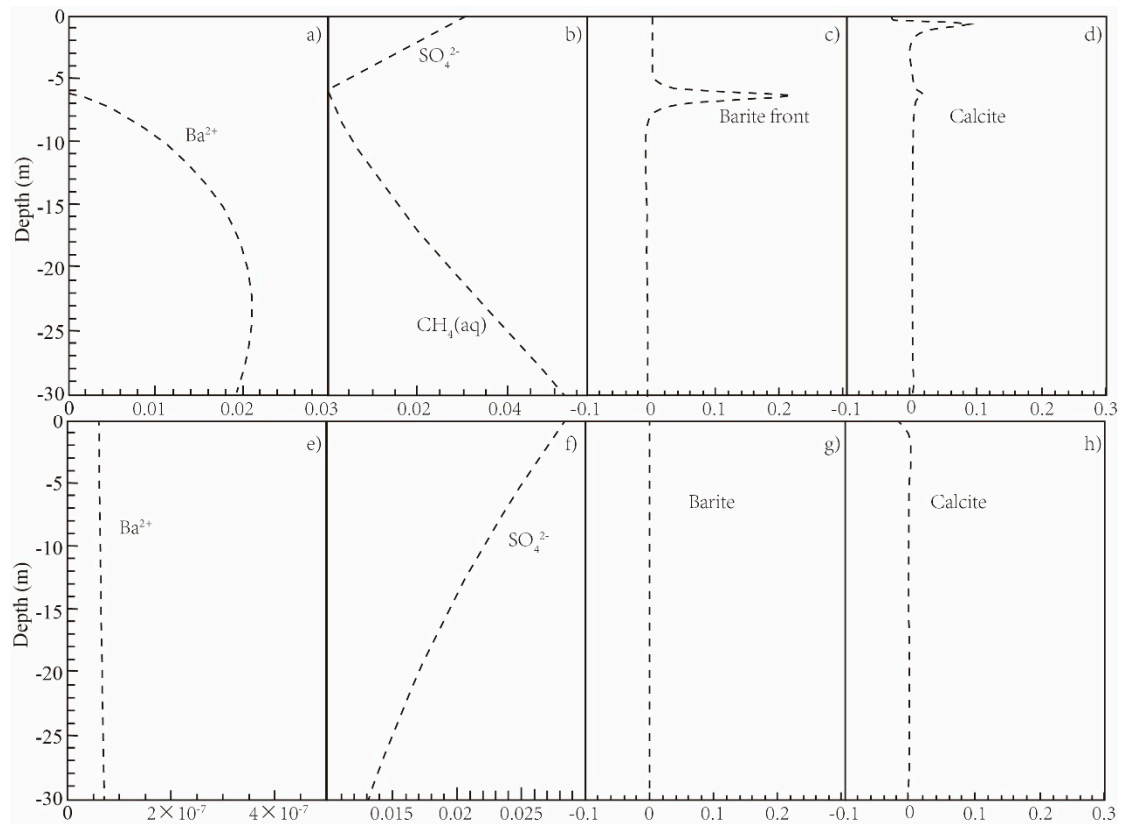 0
-5
-10
-15
-20
-25
-30
Depth (m)
a)
Ba²⁺
0
0.01
0.02
0.03
b)
SO₄²⁻
CH₄(aq)
0.02
0.04
c)
Barite front
-0.1
0
0.1
0.2
d)
Calcite
-0.1
0
0.1
0.2
0.3
0
-5
-10
-15
-20
-25
-30
Depth (m)
e)
Ba²⁺
0
2×10⁻⁷
4×10⁻⁷
f)
SO₄²⁻
0.015
0.02
0.025
g)
Barite
-0.1
0
0.1
0.2
h)
Calcite
-0.1
0
0.1
0.2
0.3